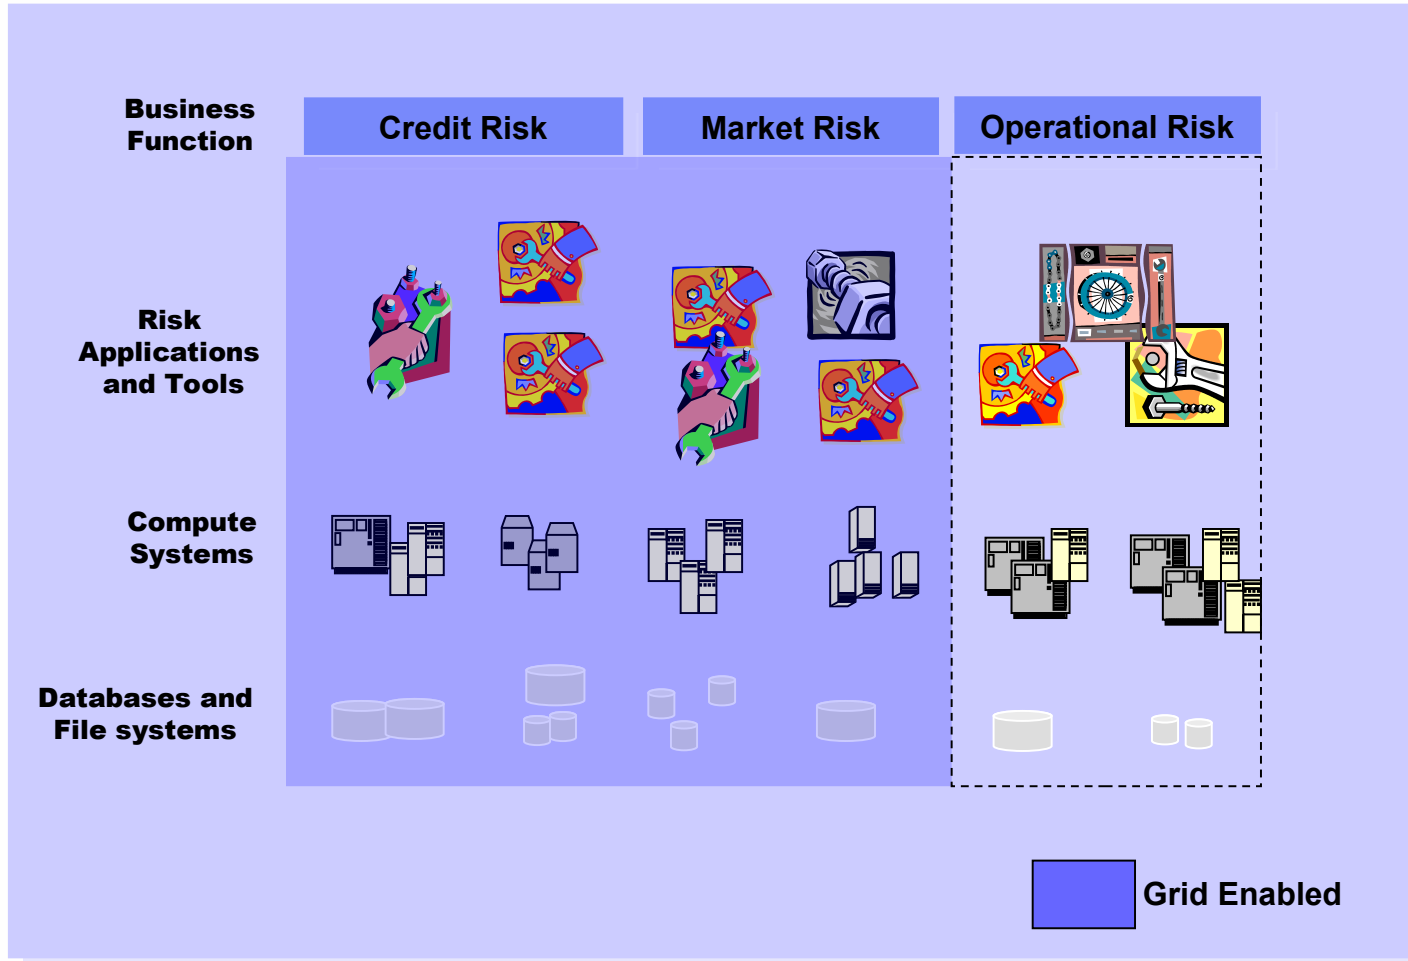 Business
Function
Credit Risk
Market Risk
Operational Risk
Risk
Applications
and Tools
Compute
Systems
Databases and
File systems
Grid Enabled